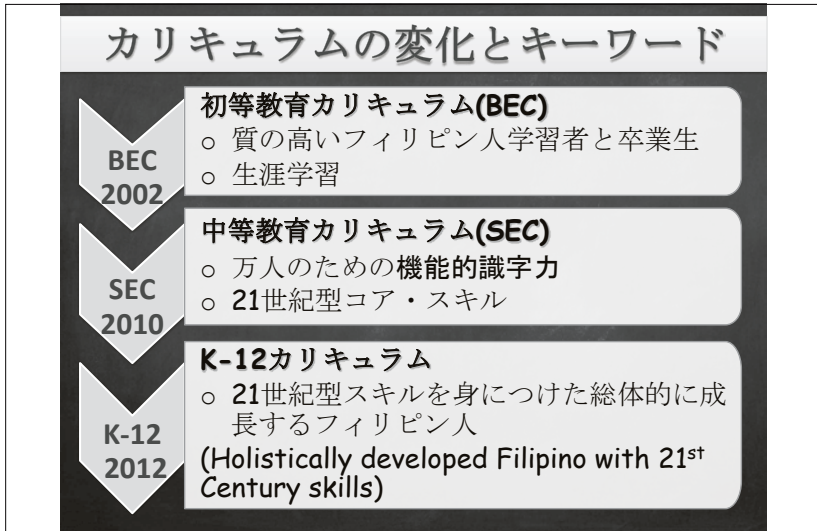 カリキュラムの変化とキーワード
BEC
2002
初等教育カリキュラム(BEC)
o 質の高いフィリピン人学習者と卒業生
o 生涯学習
SEC
2010
中等教育カリキュラム(SEC)
o 万人のための機能的識字力
o 21世紀型コア・スキル
K-12
2012
K-12カリキュラム
o 21世紀型スキルを身につけた総体的に成
長するフィリピン人
(Holistically developed Filipino with 21st
Century skills)